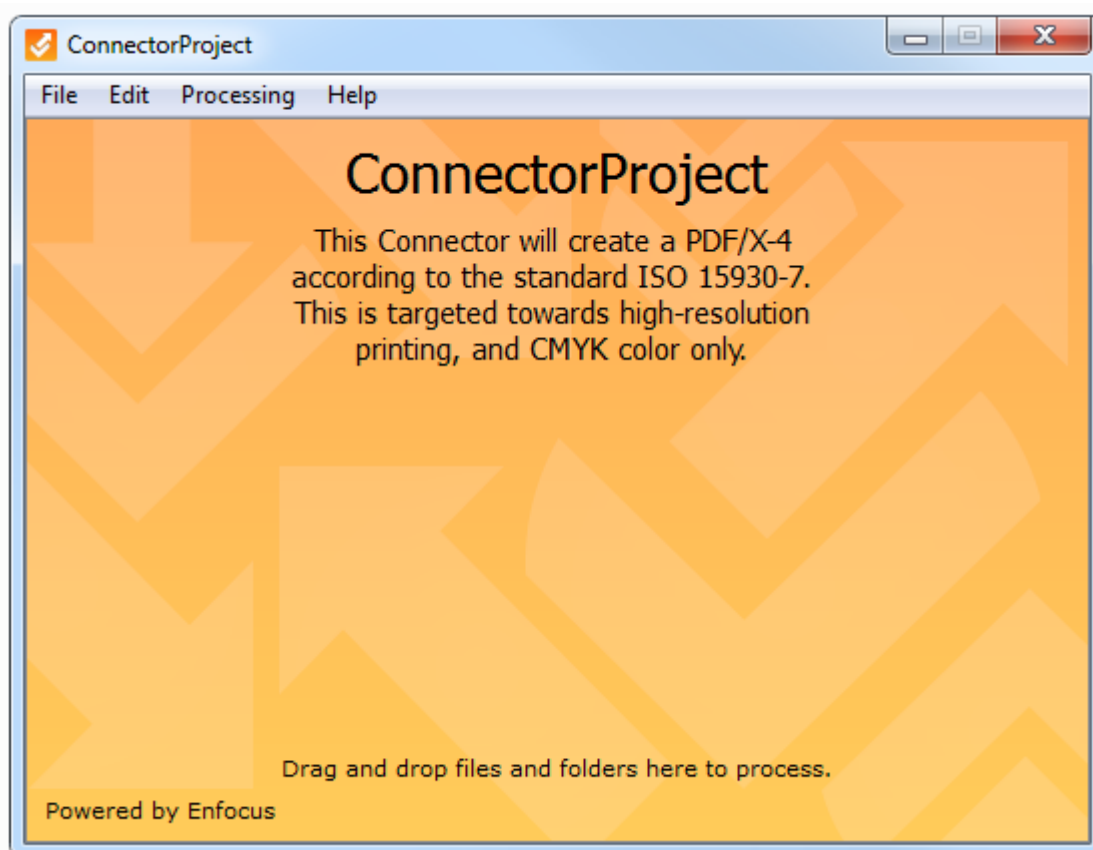 ConnectorProject
File Edit Processing Help
ConnectorProject
This Connector will create a PDF/X-4
according to the standard ISO 15930-7.
This is targeted towards high-resolution
printing, and CMYK color only.
Drag and drop files and folders here to process.
Powered by Enfocus